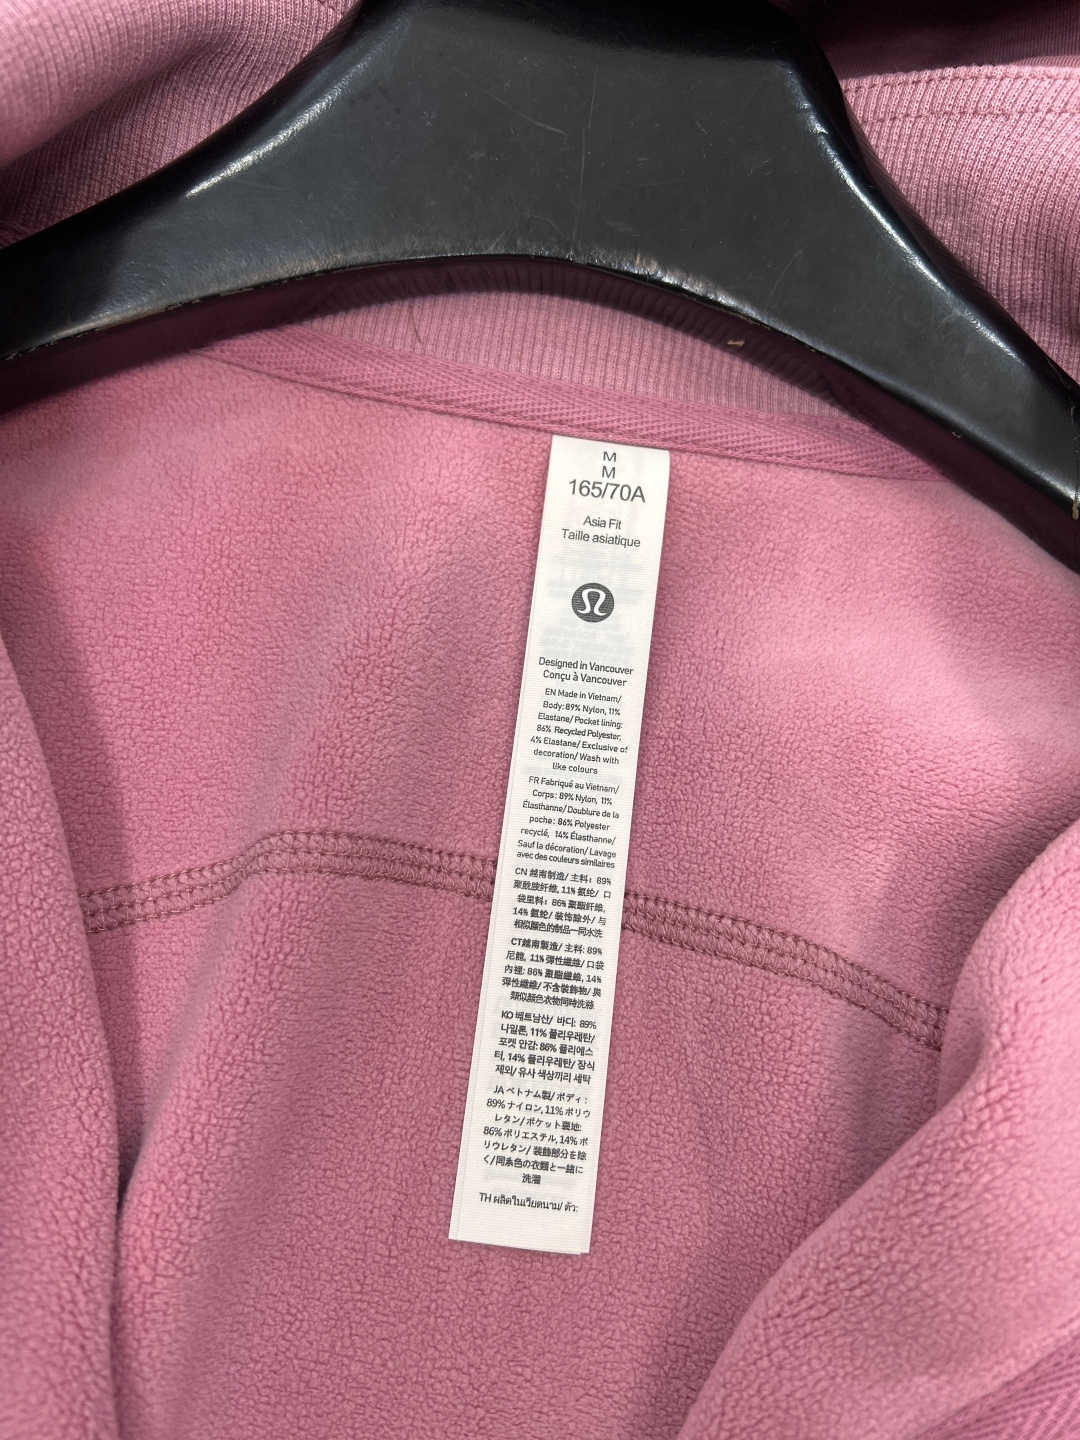 M
M
165/70A
Asia Fit
Taille asiatique
Designed in Vancouver
Conçu à Vancouver
EN Made in Vietnam/
Body: 89% Nylon, 11%
Elastane/ Pocket lining:
86% Recycled Polyester,
4% Elastane/ Exclusive of
decoration/ Wash with
like colours
FR Fabriqué au Vietnam/
Corps: 89% Nylon, 11%
Élasthanne/ Doublure de la
poche: 86% Polyester
recyclé, 14% Élasthanne/
Sauf la décoration/ Lavage
avec des couleurs similaires
CN 越南制造/ 主料: 89%
聚酰胺纤维, 11% 氨纶/ 口
袋里料: 86% 聚酯纤维,
14% 氨纶/ 装饰除外/ 与
相似颜色的制品一同水洗
CT越南製造/ 主料: 89%
尼龍, 11% 彈性纖維/ 口袋
內裡: 86% 聚酯纖維, 14%
彈性纖維/ 不含裝飾物/ 與
類似顏色衣物同時洗滌
KO 베트남산/ 바디: 89%
나일론, 11% 폴리우레탄/
포켓 안감: 86% 폴리에스
터, 14% 폴리우레탄/ 장식
제외/ 유사 색상끼리 세탁
JA ベトナム製/ ボディ:
89% ナイロン, 11% ポリウ
レタン/ ポケット裏地:
86% ポリエステル, 14% ポ
リウレタン/ 装飾部分を除
く/ 同系色の衣類と一緒に
洗濯
TH ผลิตในเวียดนาม/ ตัว: